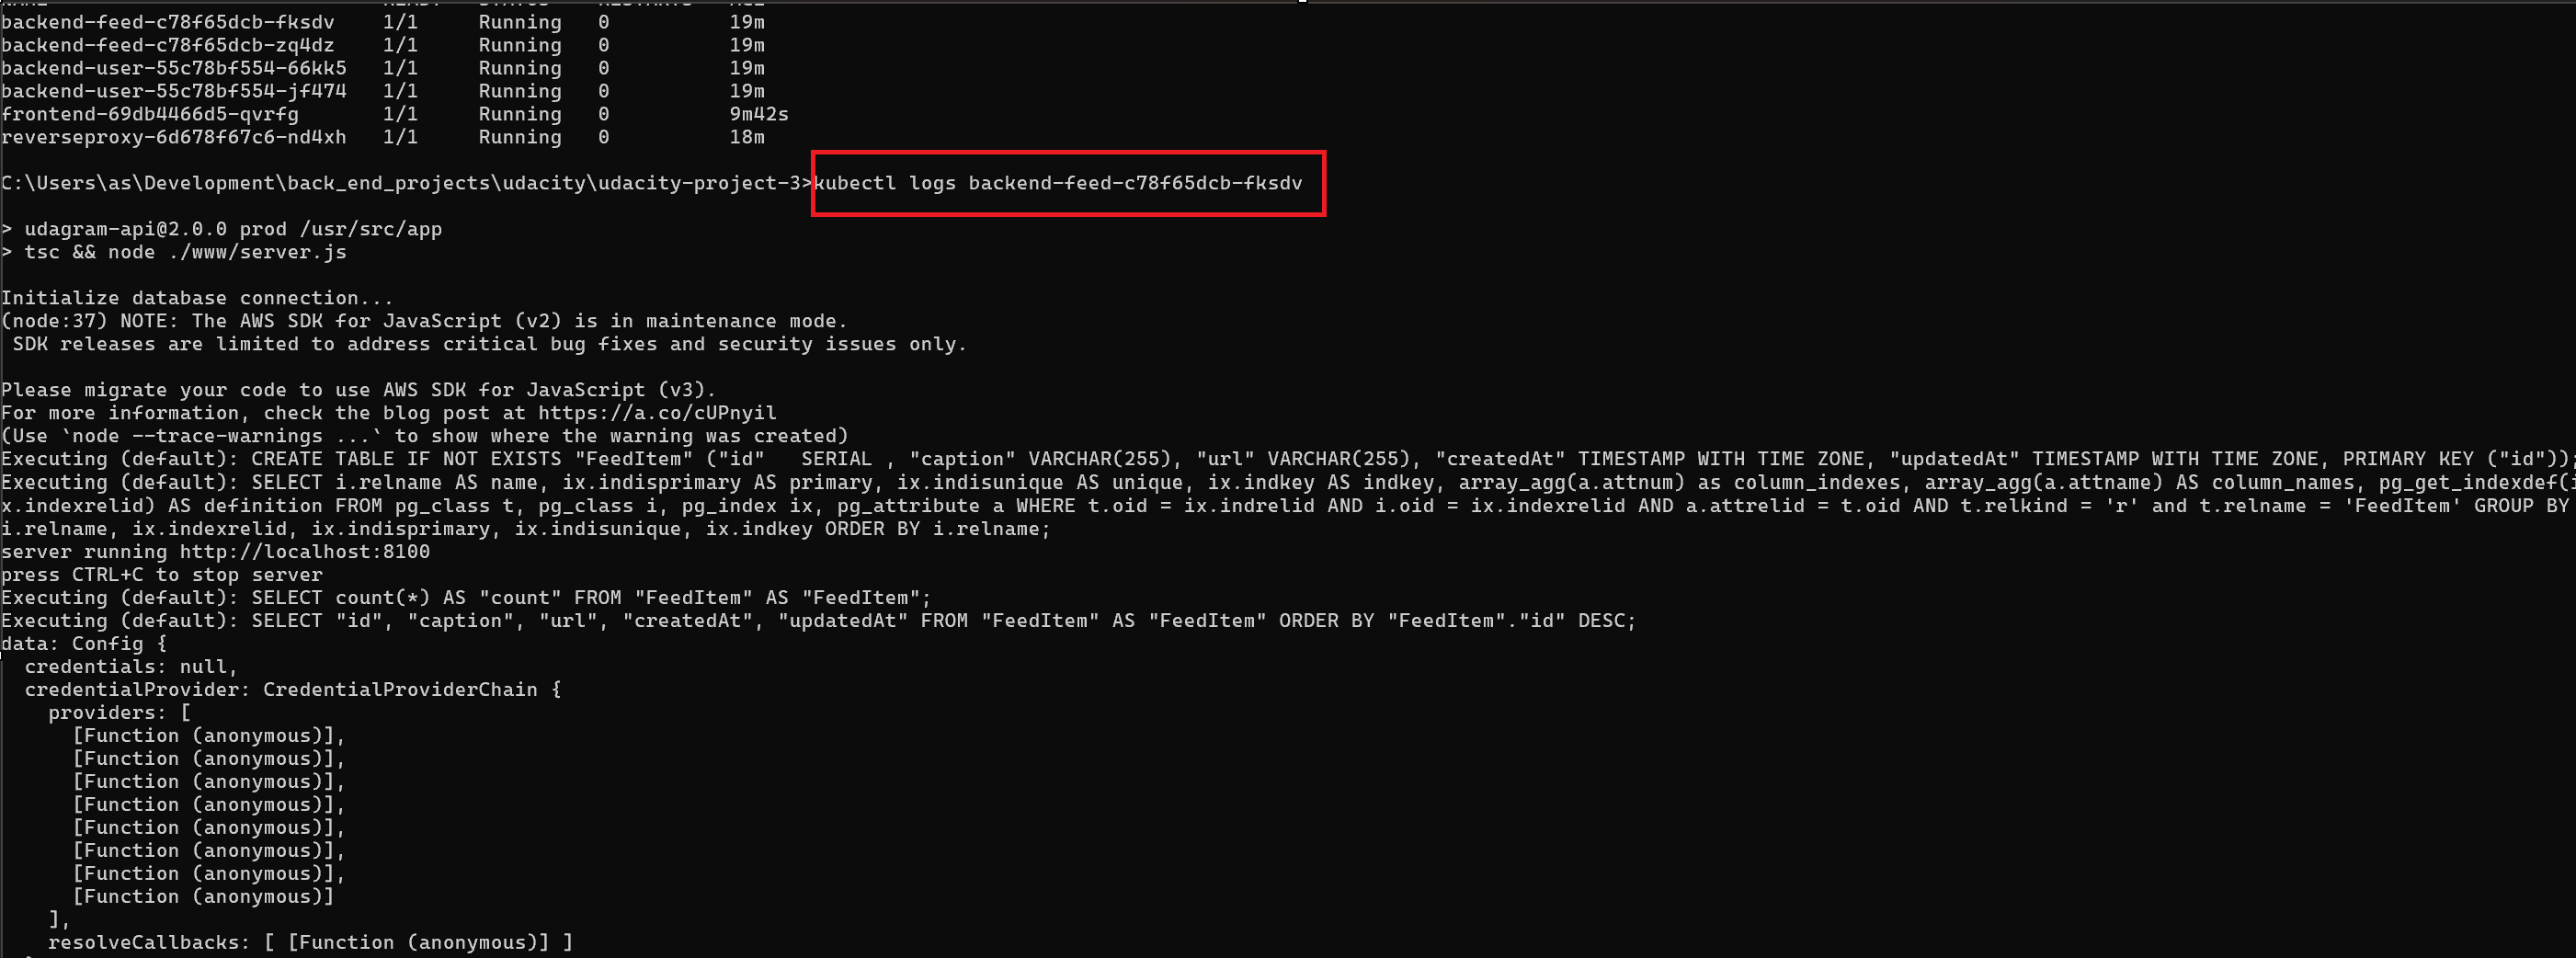 backend-feed-c78f65dcb-fksdv    1/1     Running   0          19m
backend-feed-c78f65dcb-zq4dz    1/1     Running   0          19m
backend-user-55c78bf554-66kk5   1/1     Running   0          19m
backend-user-55c78bf554-jf474   1/1     Running   0          19m
frontend-69db4466d5-qvrfg       1/1     Running   0          9m42s
reverseproxy-6d678f67c6-nd4xh   1/1     Running   0          18m
C:\Users\as\Development\back_end_projects\udacity\udacity-project-3>kubectl logs backend-feed-c78f65dcb-fksdv
> udagram-api@2.0.0 prod /usr/src/app
> tsc && node ./www/server.js
Initialize database connection...
(node:37) NOTE: The AWS SDK for JavaScript (v2) is in maintenance mode.
 SDK releases are limited to address critical bug fixes and security issues only.
Please migrate your code to use AWS SDK for JavaScript (v3).
For more information, check the blog post at https://a.co/cUPnyil
(Use `node --trace-warnings ...` to show where the warning was created)
Executing (default): CREATE TABLE IF NOT EXISTS "FeedItem" ("id"   SERIAL , "caption" VARCHAR(255), "url" VARCHAR(255), "createdAt" TIMESTAMP WITH TIME ZONE, "updatedAt" TIMESTAMP WITH TIME ZONE, PRIMARY KEY ("id"));
Executing (default): SELECT i.relname AS name, ix.indisprimary AS primary, ix.indisunique AS unique, ix.indkey AS indkey, array_agg(a.attnum) as column_indexes, array_agg(a.attname) AS column_names, pg_get_indexdef(i
x.indexrelid) AS definition FROM pg_class t, pg_class i, pg_index ix, pg_attribute a WHERE t.oid = ix.indrelid AND i.oid = ix.indexrelid AND a.attrelid = t.oid AND t.relkind = 'r' and t.relname = 'FeedItem' GROUP BY
i.relname, ix.indexrelid, ix.indisprimary, ix.indisunique, ix.indkey ORDER BY i.relname;
server running http://localhost:8100
press CTRL+C to stop server
Executing (default): SELECT count(*) AS "count" FROM "FeedItem" AS "FeedItem";
Executing (default): SELECT "id", "caption", "url", "createdAt", "updatedAt" FROM "FeedItem" AS "FeedItem" ORDER BY "FeedItem"."id" DESC;
data: Config {
  credentials: null,
  credentialProvider: CredentialProviderChain {
    providers: [
      [Function (anonymous)],
      [Function (anonymous)],
      [Function (anonymous)],
      [Function (anonymous)],
      [Function (anonymous)],
      [Function (anonymous)],
      [Function (anonymous)],
      [Function (anonymous)]
    ],
    resolveCallbacks: [ [Function (anonymous)] ]